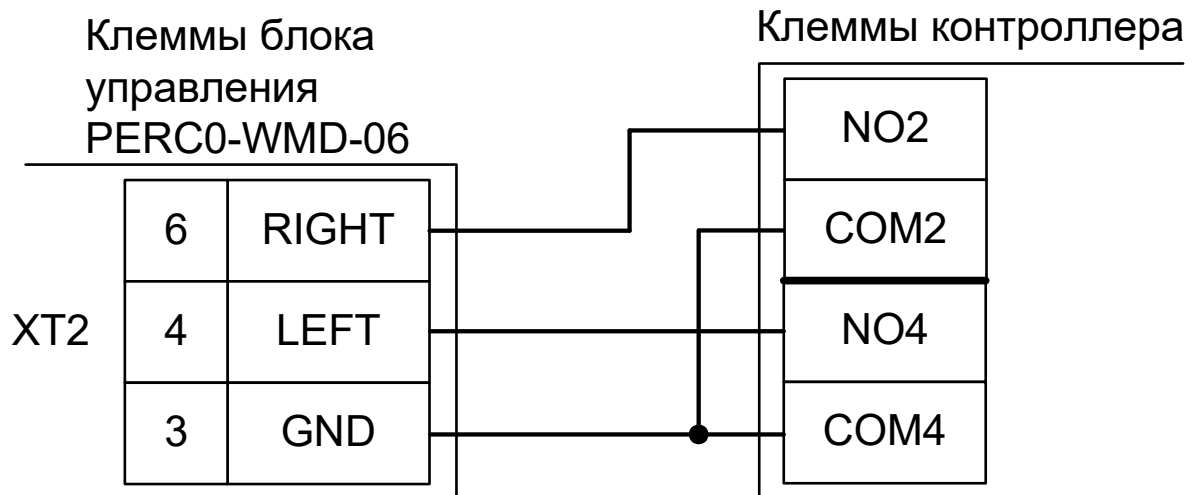 Клеммы блока
управления
PERC0-WMD-06
Клеммы контроллера
XT2
6 RIGHT
4 LEFT
3 GND
NO2
COM2
NO4
COM4